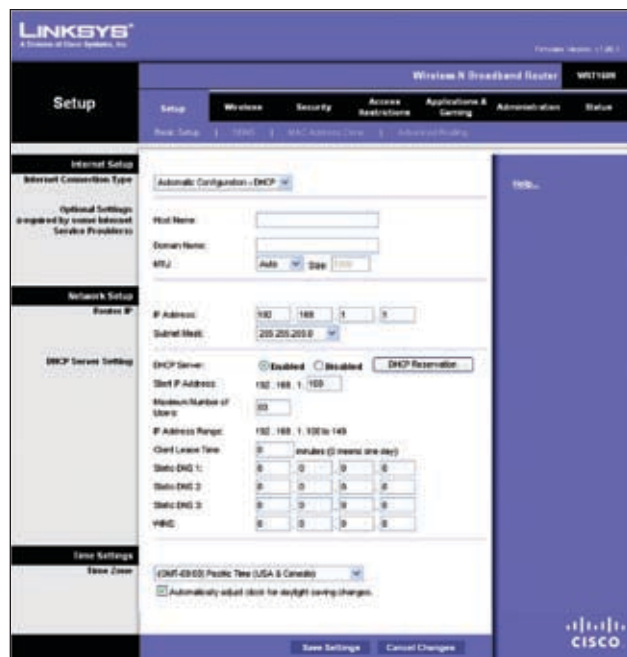 LINKSYS®
A Division of Cisco Systems, Inc.
Firmware Version: v1.00.1
Wireless-N Broadband Router
WRT160N
Setup
Setup
Wireless
Security
Access Restrictions
Applications & Gaming
Administration
Status
Basic Setup | DDNS | MAC Address Clone | Advanced Routing
Internet Setup
Internet Connection Type
Automatic Configuration - DHCP
Help...
Optional Settings
(required by some Internet
Service Providers)
Host Name:
Domain Name:
MTU:
Auto
Size:
Network Setup
Router IP
IP Address:
192 . 168 . 1 . 1
Subnet Mask:
255.255.255.0
DHCP Server Setting
DHCP Server:
Enabled
Disabled
DHCP Reservation
Start IP Address:
192 . 168 . 1 . 100
Maximum Number of
Users:
50
IP Address Range:
192 . 168 . 1 . 100 to 149
Client Lease Time:
0 minutes (0 means one day)
Static DNS 1:
0 . 0 . 0 . 0
Static DNS 2:
0 . 0 . 0 . 0
Static DNS 3:
0 . 0 . 0 . 0
WINS:
0 . 0 . 0 . 0
Time Settings
Time Zone
(GMT-08:00) Pacific Time (USA & Canada)
Automatically adjust clock for daylight saving changes.
Save Settings
Cancel Changes
CISCO